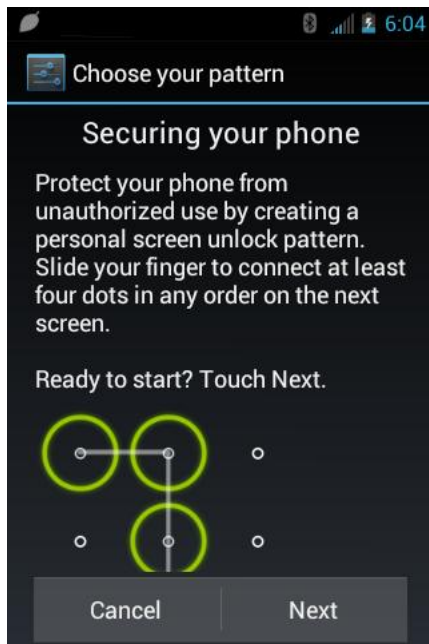 6:04
Choose your pattern
Securing your phone
Protect your phone from
unauthorized use by creating a
personal screen unlock pattern.
Slide your finger to connect at least
four dots in any order on the next
screen.
Ready to start? Touch Next.
Cancel Next